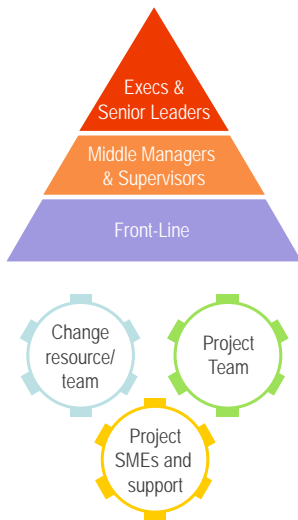 Execs &
Senior Leaders
Middle Managers
& Supervisors
Front-Line
Change
resource/
team
Project
Team
Project
SMEs and
support